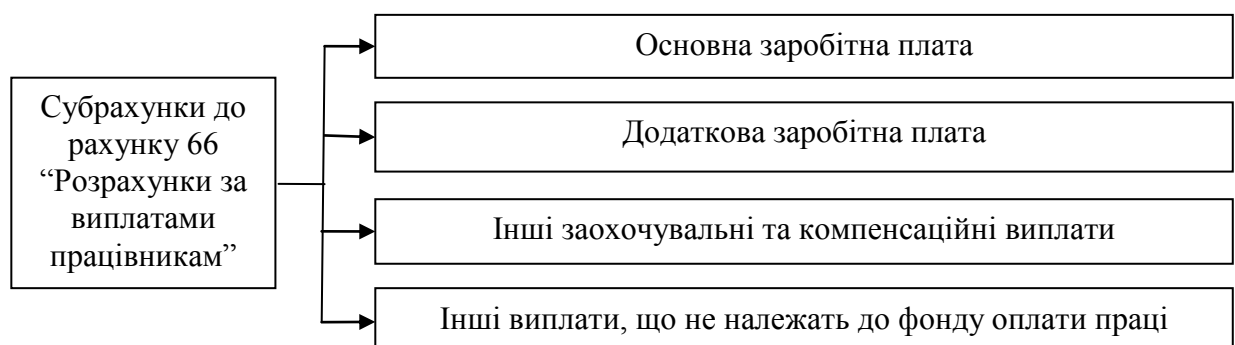 Субрахунки до
рахунку 66
“Розрахунки за
виплатами
працівникам”
Основна заробітна плата
Додаткова заробітна плата
Інші заохочувальні та компенсаційні виплати
Інші виплати, що не належать до фонду оплати праці